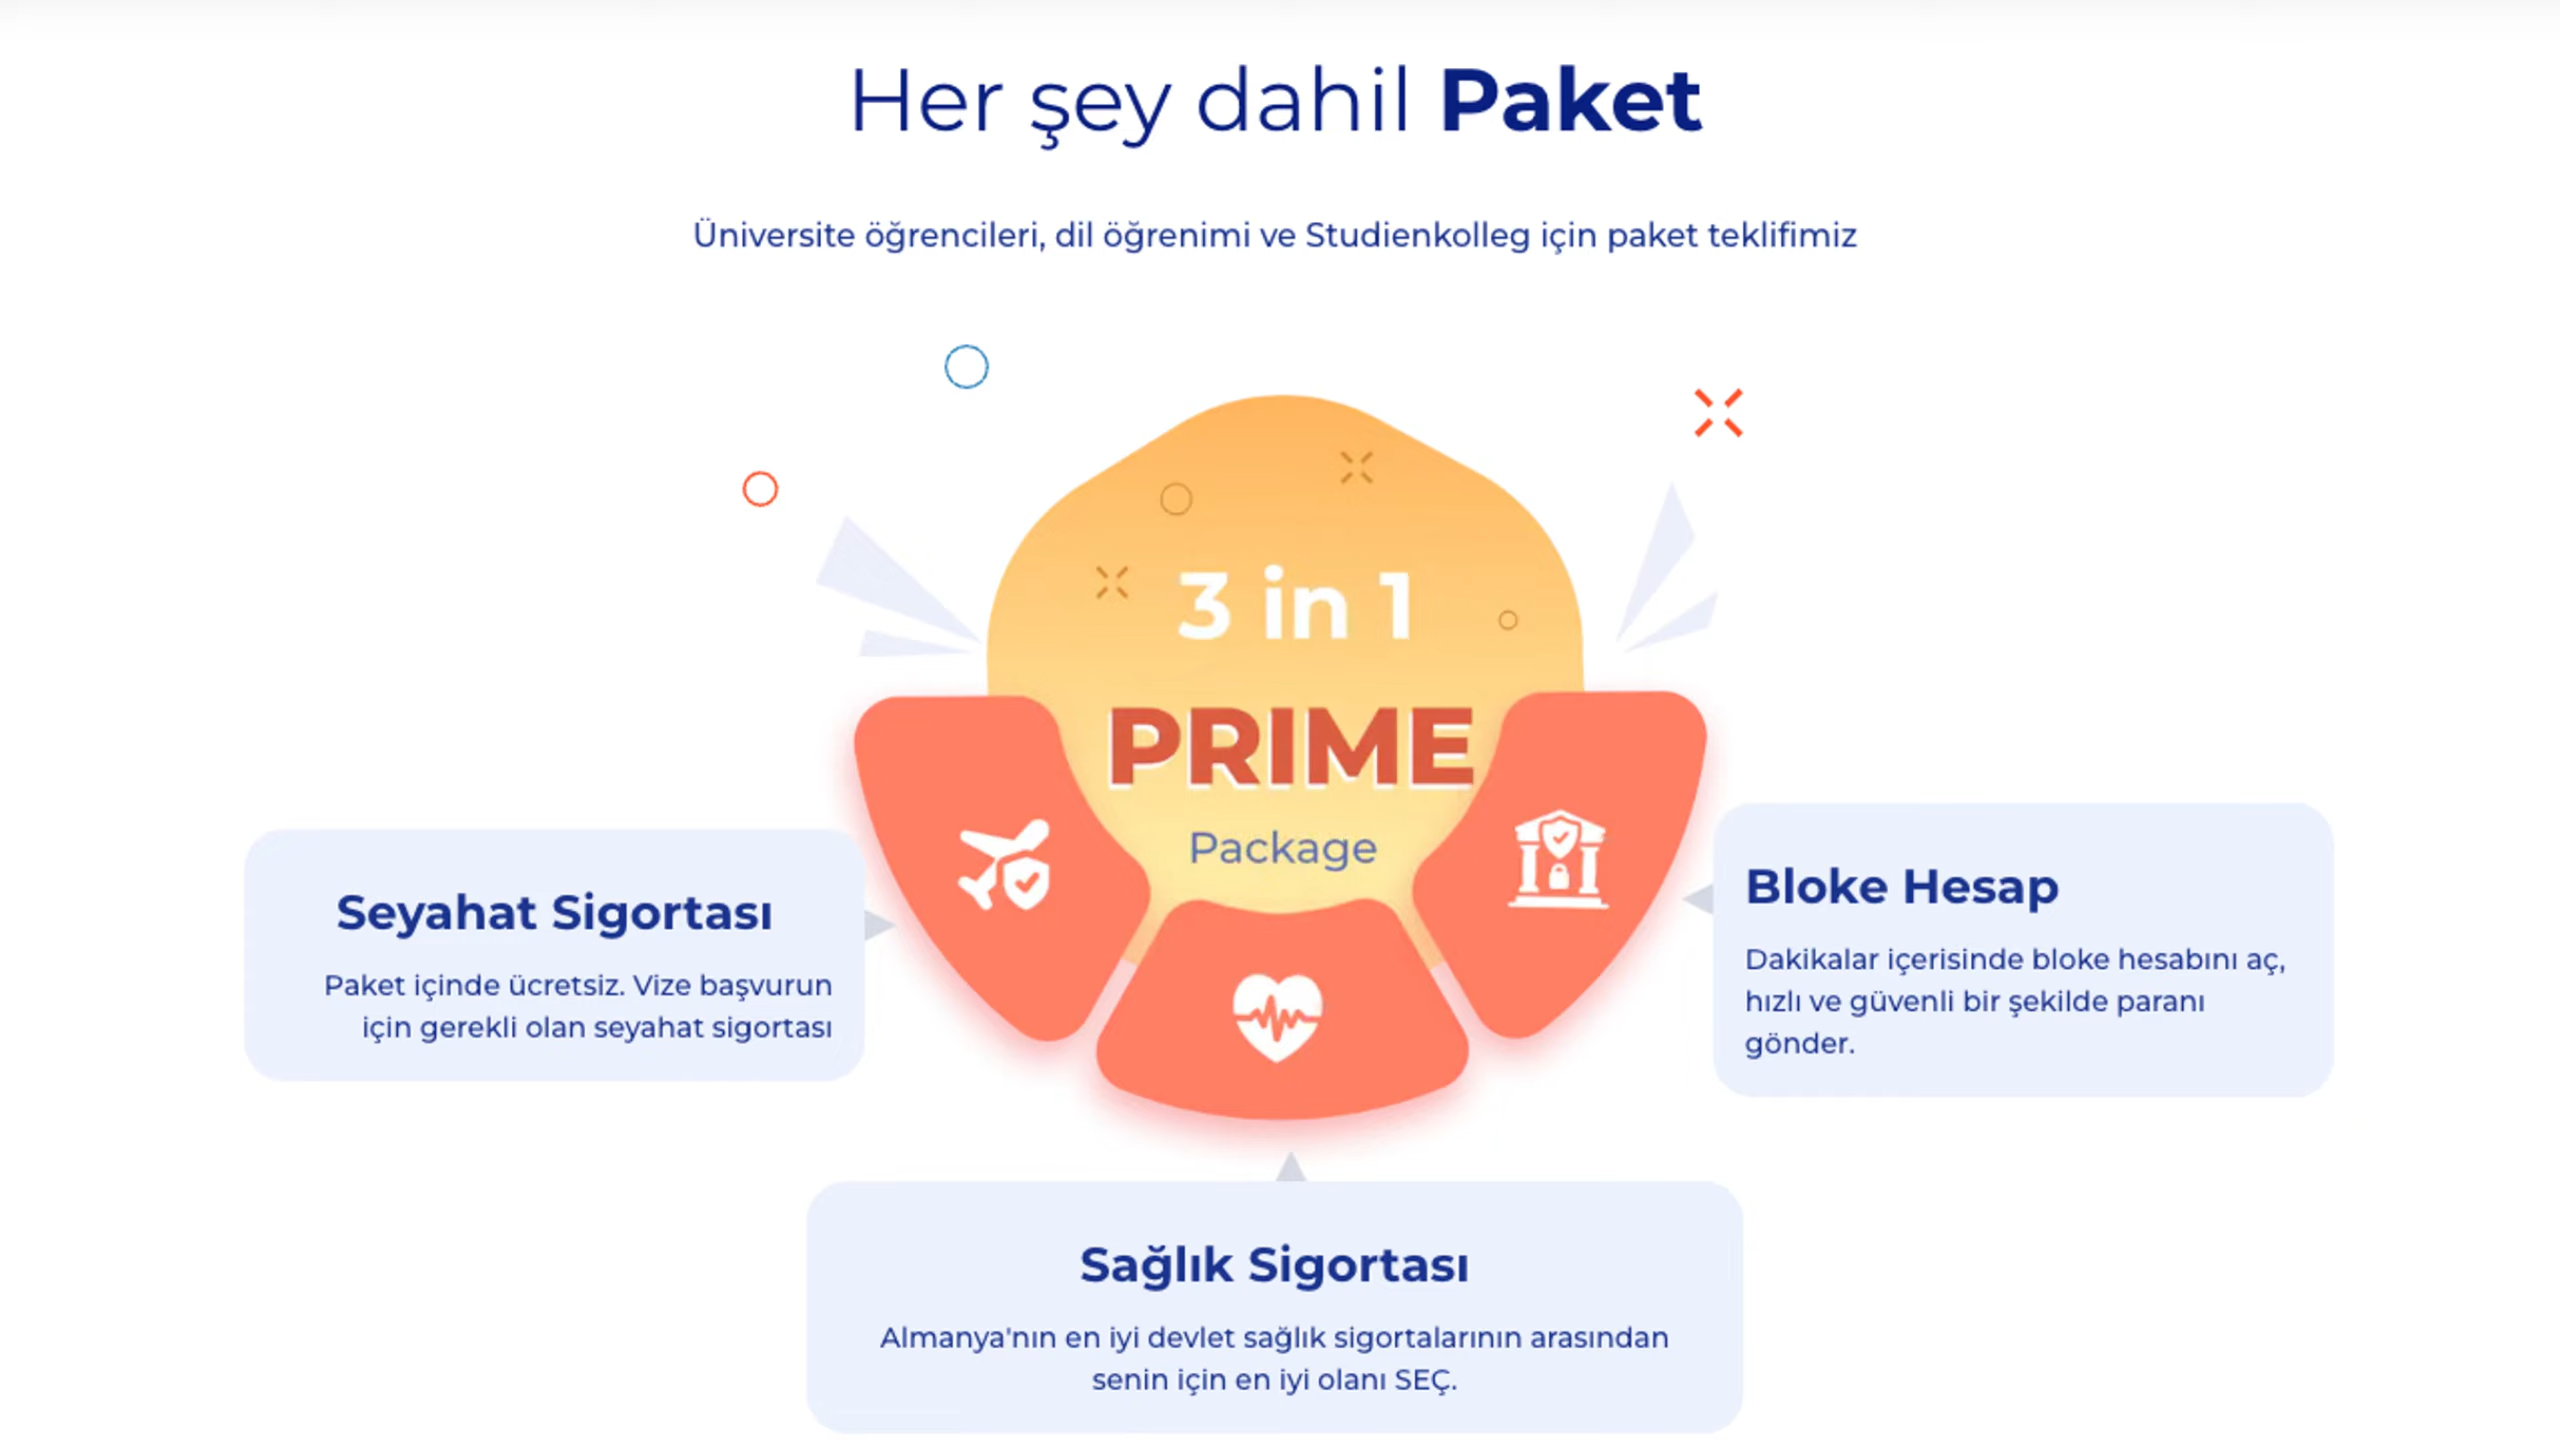 Her şey dahil Paket
Üniversite öğrencileri, dil öğrenimi ve Studienkolleg için paket teklifimiz
3 in 1
PRIME
Package
Seyahat Sigortası
Paket içinde ücretsiz. Vize başvurun
için gerekli olan seyahat sigortası
Bloke Hesap
Dakikalar içerisinde bloke hesabını aç,
hızlı ve güvenli bir şekilde paranı
gönder.
Sağlık Sigortası
Almanya'nın en iyi devlet sağlık sigortalarının arasından
senin için en iyi olanı SEÇ.